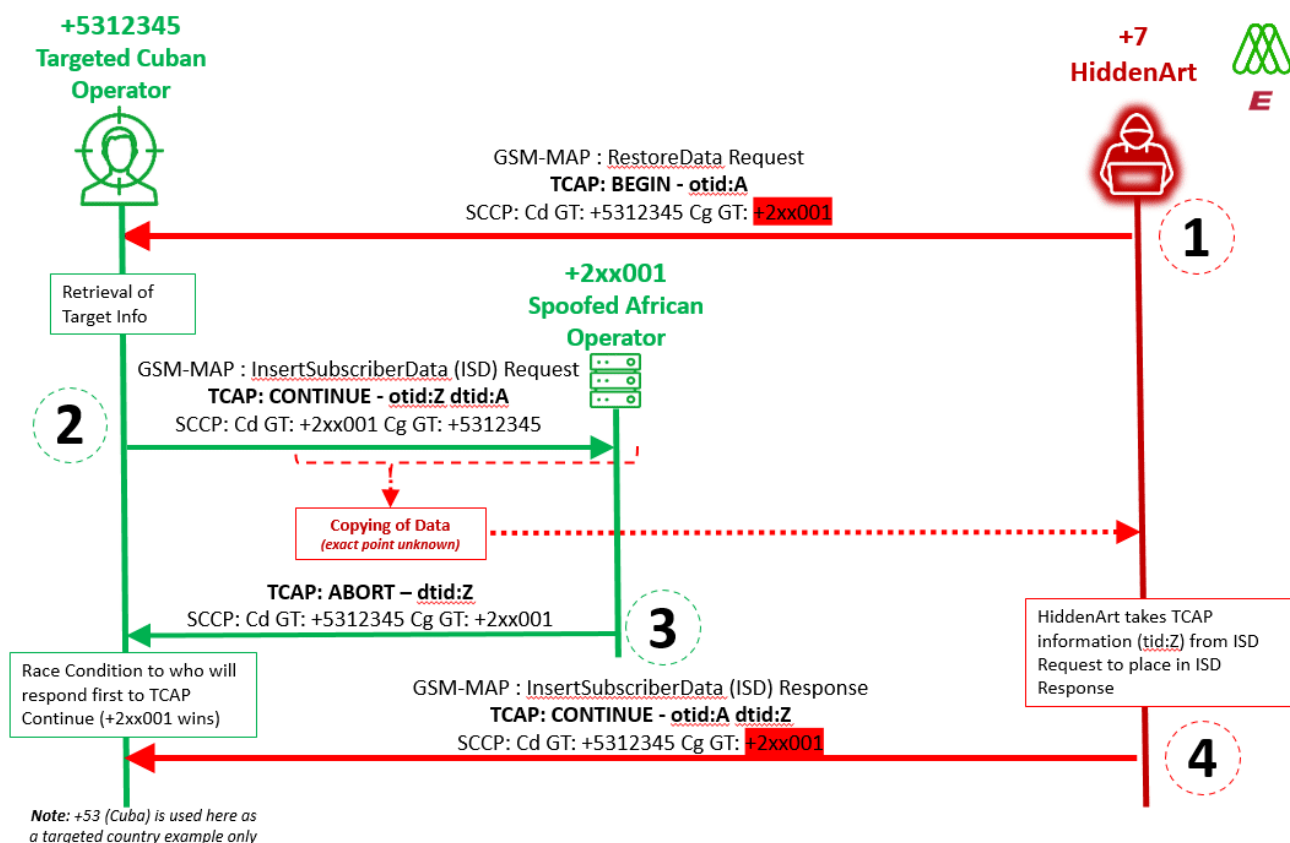 +5312345
Targeted Cuban
Operator
+7
HiddenArt
E
GSM-MAP : RestoreData Request
TCAP: BEGIN - otid:A
SCCP: Cd GT: +5312345 Cg GT: +2xx001
1
Retrieval of
Target Info
+2xx001
Spoofed African
Operator
GSM-MAP : InsertSubscriberData (ISD) Request
TCAP: CONTINUE - otid:Z dtid:A
SCCP: Cd GT: +2xx001 Cg GT: +5312345
2
Copying of Data
(exact point unknown)
TCAP: ABORT – dtid:Z
SCCP: Cd GT: +5312345 Cg GT: +2xx001
3
HiddenArt takes TCAP
information (tid:Z) from ISD
Request to place in ISD
Response
Race Condition to who will
respond first to TCAP
Continue (+2xx001 wins)
GSM-MAP : InsertSubscriberData (ISD) Response
TCAP: CONTINUE - otid:A dtid:Z
SCCP: Cd GT: +5312345 Cg GT: +2xx001
4
Note: +53 (Cuba) is used here as
a targeted country example only